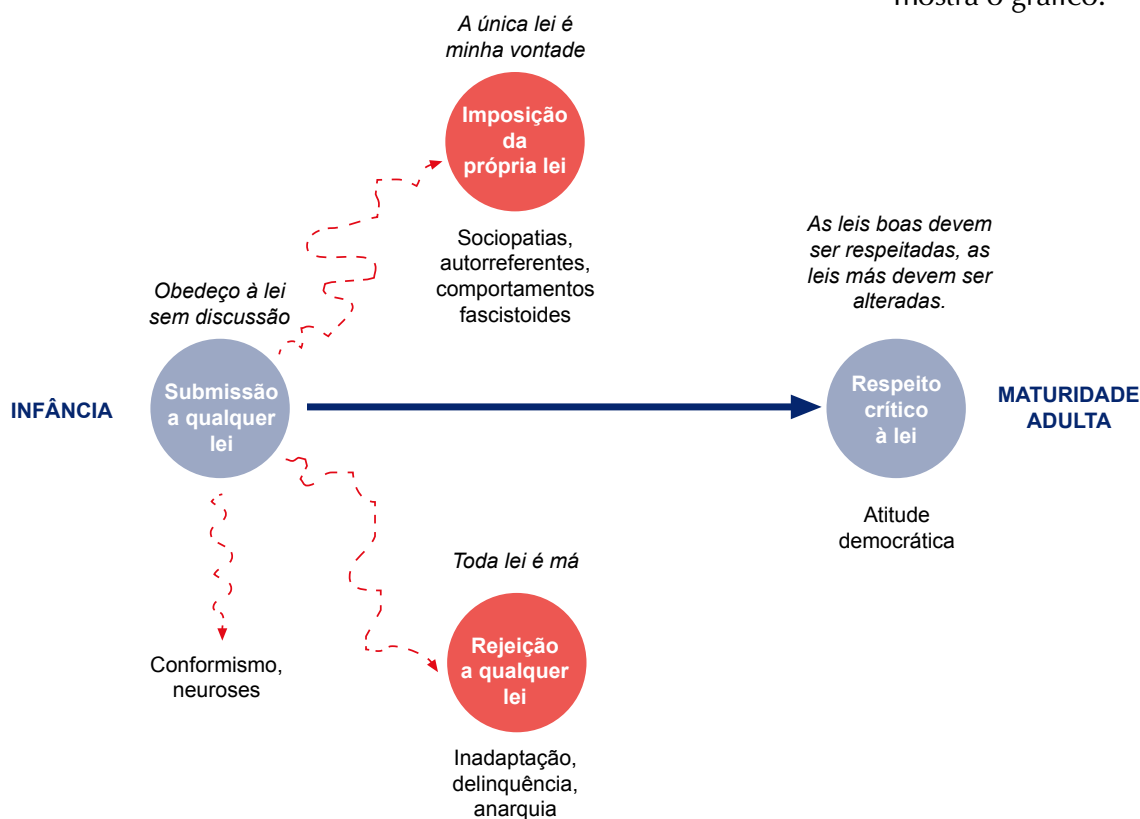 mostra o gráfico.
A única lei é
minha vontade
Imposição
da
própria lei
Sociopatias,
autorreferentes,
comportamentos
fascistoides
As leis boas devem
ser respeitadas, as
leis más devem ser
alteradas.
Obedeço à lei
sem discussão
INFÂNCIA
Submissão
a qualquer
lei
Respeito
crítico
à lei
MATURIDADE
ADULTA
Atitude
democrática
Toda lei é má
Rejeição
a qualquer
lei
Conformismo,
neuroses
Inadaptação,
delinquência,
anarquia